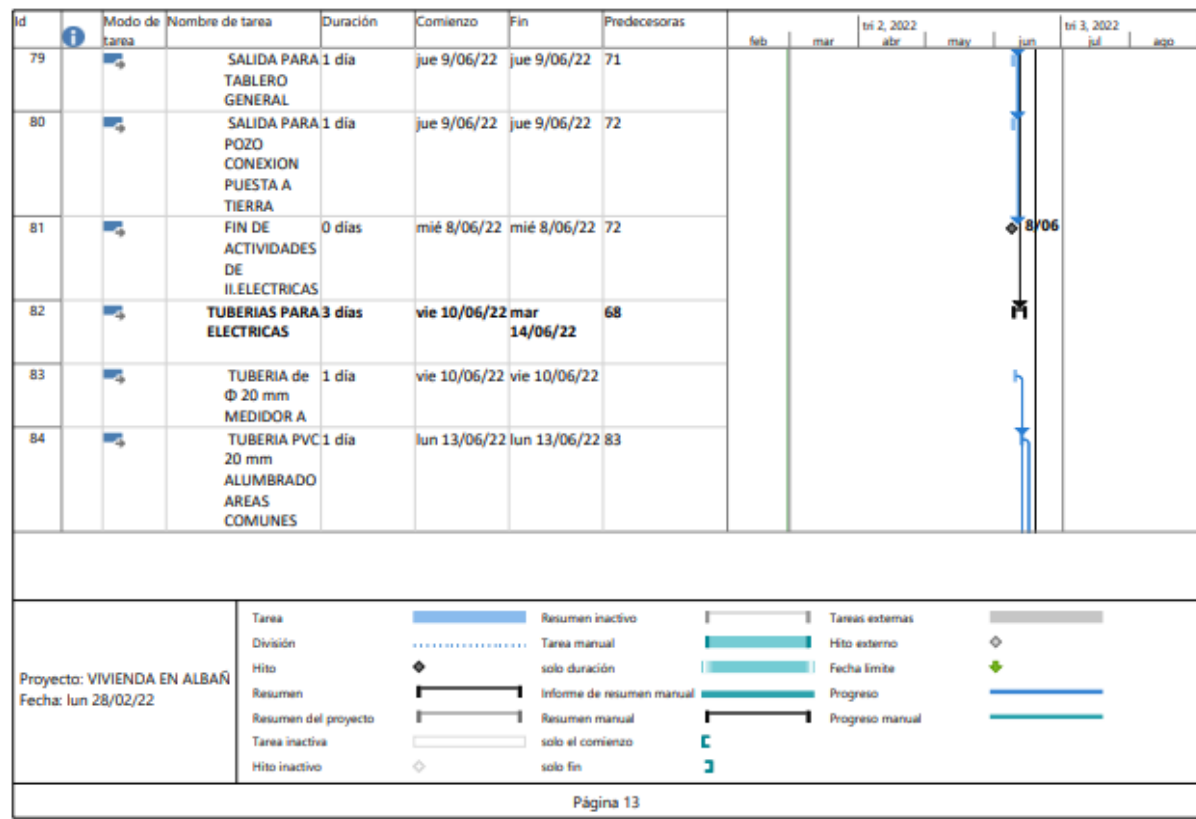 Id Modo de Nombre de tarea Duración Comienzo Fin Predecesoras tri 2, 2022 tri 3, 2022
tarea feb mar abr may jun jul ago
79 SALIDA PARA 1 día jue 9/06/22 jue 9/06/22 71
TABLERO
GENERAL
80 SALIDA PARA 1 día jue 9/06/22 jue 9/06/22 72
POZO
CONEXION
PUESTA A
TIERRA
81 FIN DE 0 días mié 8/06/22 mié 8/06/22 72 8/06
ACTIVIDADES
DE
II.ELECTRICAS
82 TUBERIAS PARA 3 días vie 10/06/22 mar 68
ELECTRICAS 14/06/22
83 TUBERIA de 1 día vie 10/06/22 vie 10/06/22
Φ 20 mm
MEDIDOR A
84 TUBERIA PVC 1 día lun 13/06/22 lun 13/06/22 83
20 mm
ALUMBRADO
AREAS
COMUNES
Tarea Resumen inactivo Tareas externas
División Tarea manual Hito externo
Hito solo duración Fecha límite
Resumen Informe de resumen manual Progreso
Resumen del proyecto Resumen manual Progreso manual
Tarea inactiva solo el comienzo
Hito inactivo solo fin
Proyecto: VIVIENDA EN ALBAÑ
Fecha: lun 28/02/22
Página 13